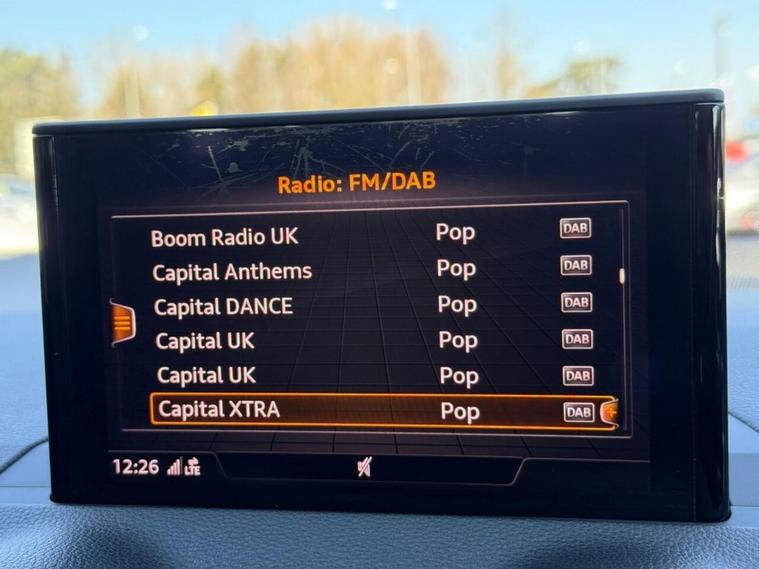 Radio: FM/DAB
Boom Radio UK Pop DAB
Capital Anthems Pop DAB
Capital DANCE Pop DAB
Capital UK Pop DAB
Capital UK Pop DAB
Capital XTRA Pop DAB
12:26 LTE